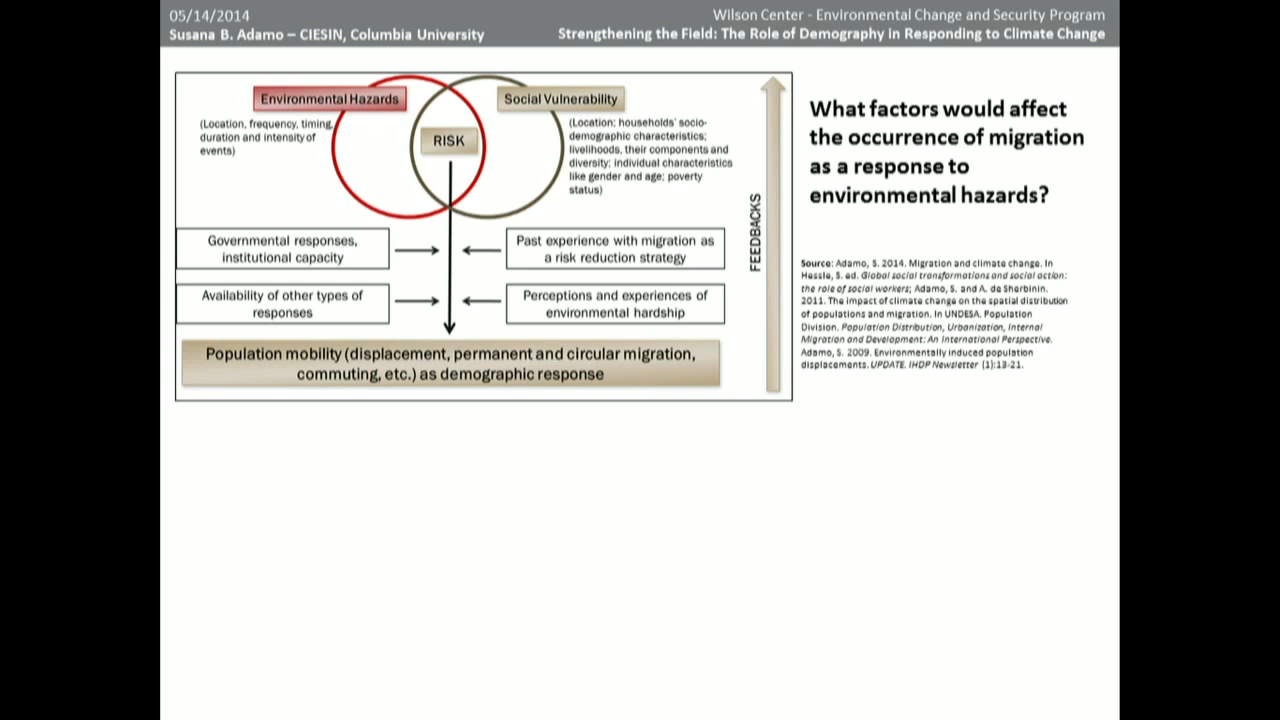 05/14/2014
Wilson Center - Environmental Change and Security Program
Susana B. Adamo – CIESIN, Columbia University
Strengthening the Field: The Role of Demography in Responding to Climate Change
Environmental Hazards
Social Vulnerability
(Location, frequency, timing,
duration and intensity of
events)
RISK
(Location; households' socio-
demographic characteristics;
livelihoods, their components and
diversity; individual characteristics
like gender and age; poverty
status)
Governmental responses,
institutional capacity
Past experience with migration as
a risk reduction strategy
Availability of other types of
responses
Perceptions and experiences of
environmental hardship
Population mobility (displacement, permanent and circular migration,
commuting, etc.) as demographic response
FEEDBACKS
What factors would affect
the occurrence of migration
as a response to
environmental hazards?
Source: Adamo, S. 2014. Migration and climate change. In
Hessle, S. ed. Global social transformations and social action:
the role of social workers; Adamo, S. and A. de Sherbinin.
2011. The impact of climate change on the spatial distribution
of populations and migration. In UNDESA. Population
Division. Population Distribution, Urbanization, Internal
Migration and Development: An International Perspective.
Adamo, S. 2009. Environmentally induced population
displacements. UPDATE. IHDP Newsletter (1):13-21.